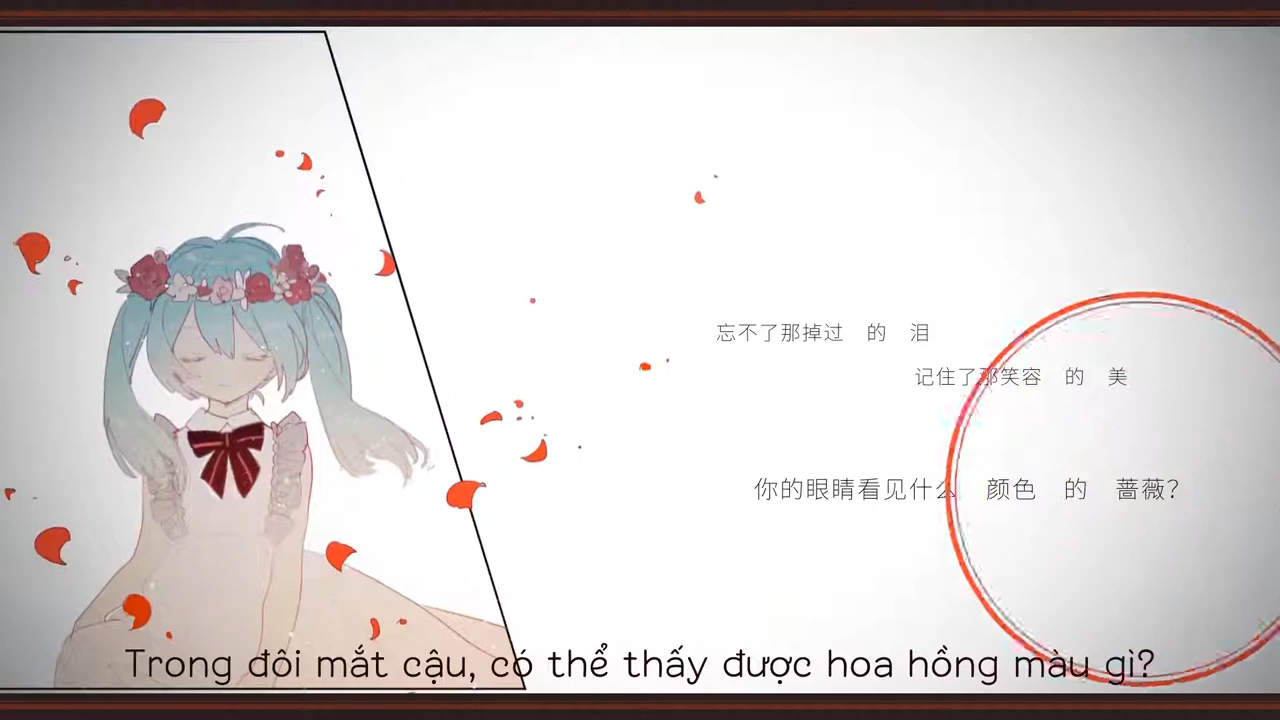 忘不了那掉过 的 泪
记住了那笑容 的 美
你的眼睛看见什么 颜色 的 蔷薇?
Trong đôi mắt cậu, có thể thấy được hoa hồng màu gì?